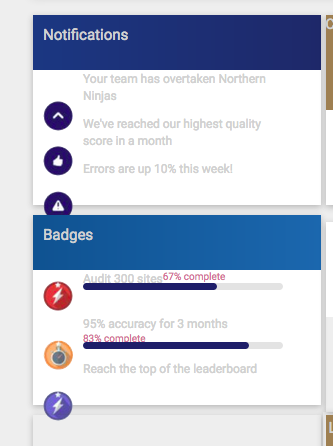 Notifications
Your team has overtaken Northern
Ninjas
We've reached our highest quality
score in a month
Errors are up 10% this week!
Badges
Audit 300 sites 67% complete
95% accuracy for 3 months
83% complete
Reach the top of the leaderboard